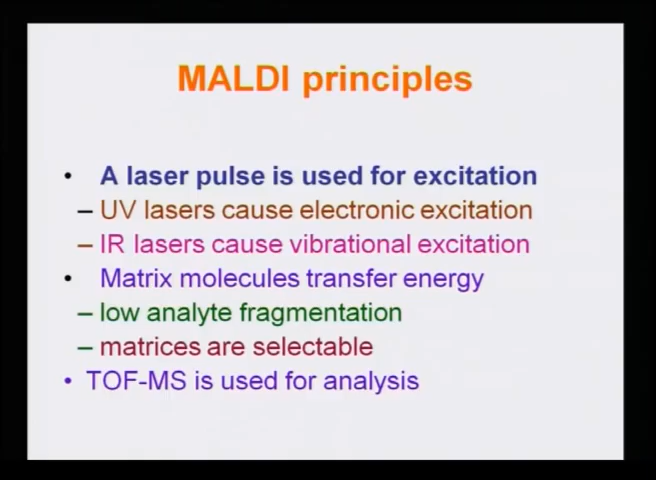 MALDI principles
• A laser pulse is used for excitation
– UV lasers cause electronic excitation
– IR lasers cause vibrational excitation
• Matrix molecules transfer energy
– low analyte fragmentation
– matrices are selectable
• TOF-MS is used for analysis